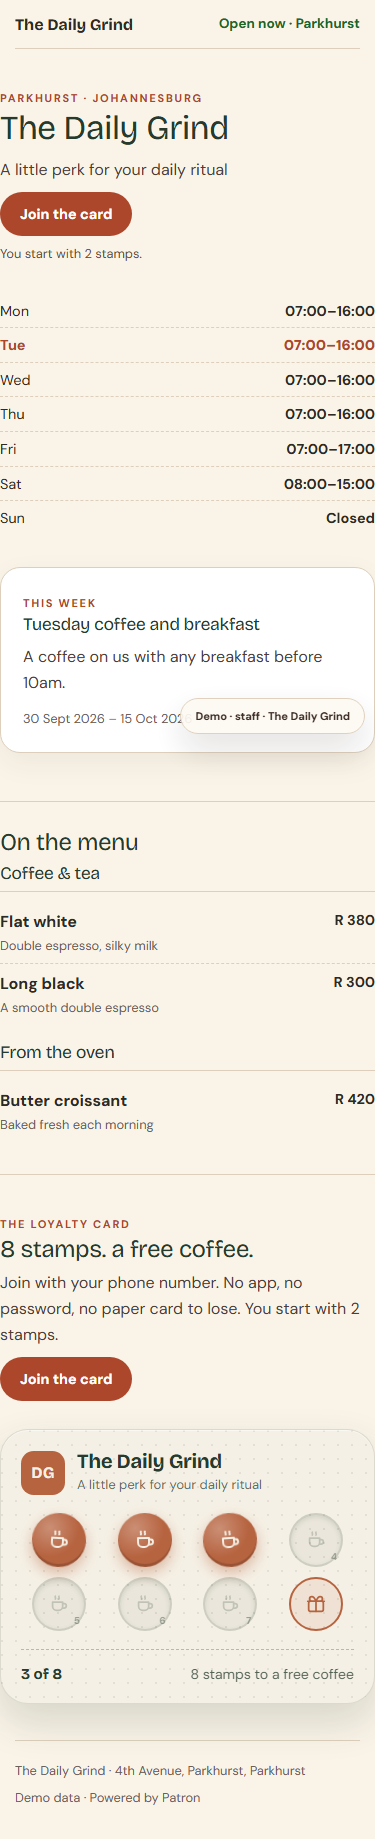 The Daily Grind
Open now · Parkhurst
PARKHURST · JOHANNESBURG
The Daily Grind
A little perk for your daily ritual
Join the card
You start with 2 stamps.
Mon 07:00–16:00
Tue 07:00–16:00
Wed 07:00–16:00
Thu 07:00–16:00
Fri 07:00–17:00
Sat 08:00–15:00
Sun Closed
THIS WEEK
Tuesday coffee and breakfast
A coffee on us with any breakfast before
10am.
30 Sept 2026 – 15 Oct 2026
Demo · staff · The Daily Grind
On the menu
Coffee & tea
Flat white R 380
Double espresso, silky milk
Long black R 300
A smooth double espresso
From the oven
Butter croissant R 420
Baked fresh each morning
THE LOYALTY CARD
8 stamps. a free coffee.
Join with your phone number. No app, no
password, no paper card to lose. You start with 2
stamps.
Join the card
DG
The Daily Grind
A little perk for your daily ritual
4
5 6 7
3 of 8 8 stamps to a free coffee
The Daily Grind · 4th Avenue, Parkhurst, Parkhurst
Demo data · Powered by Patron